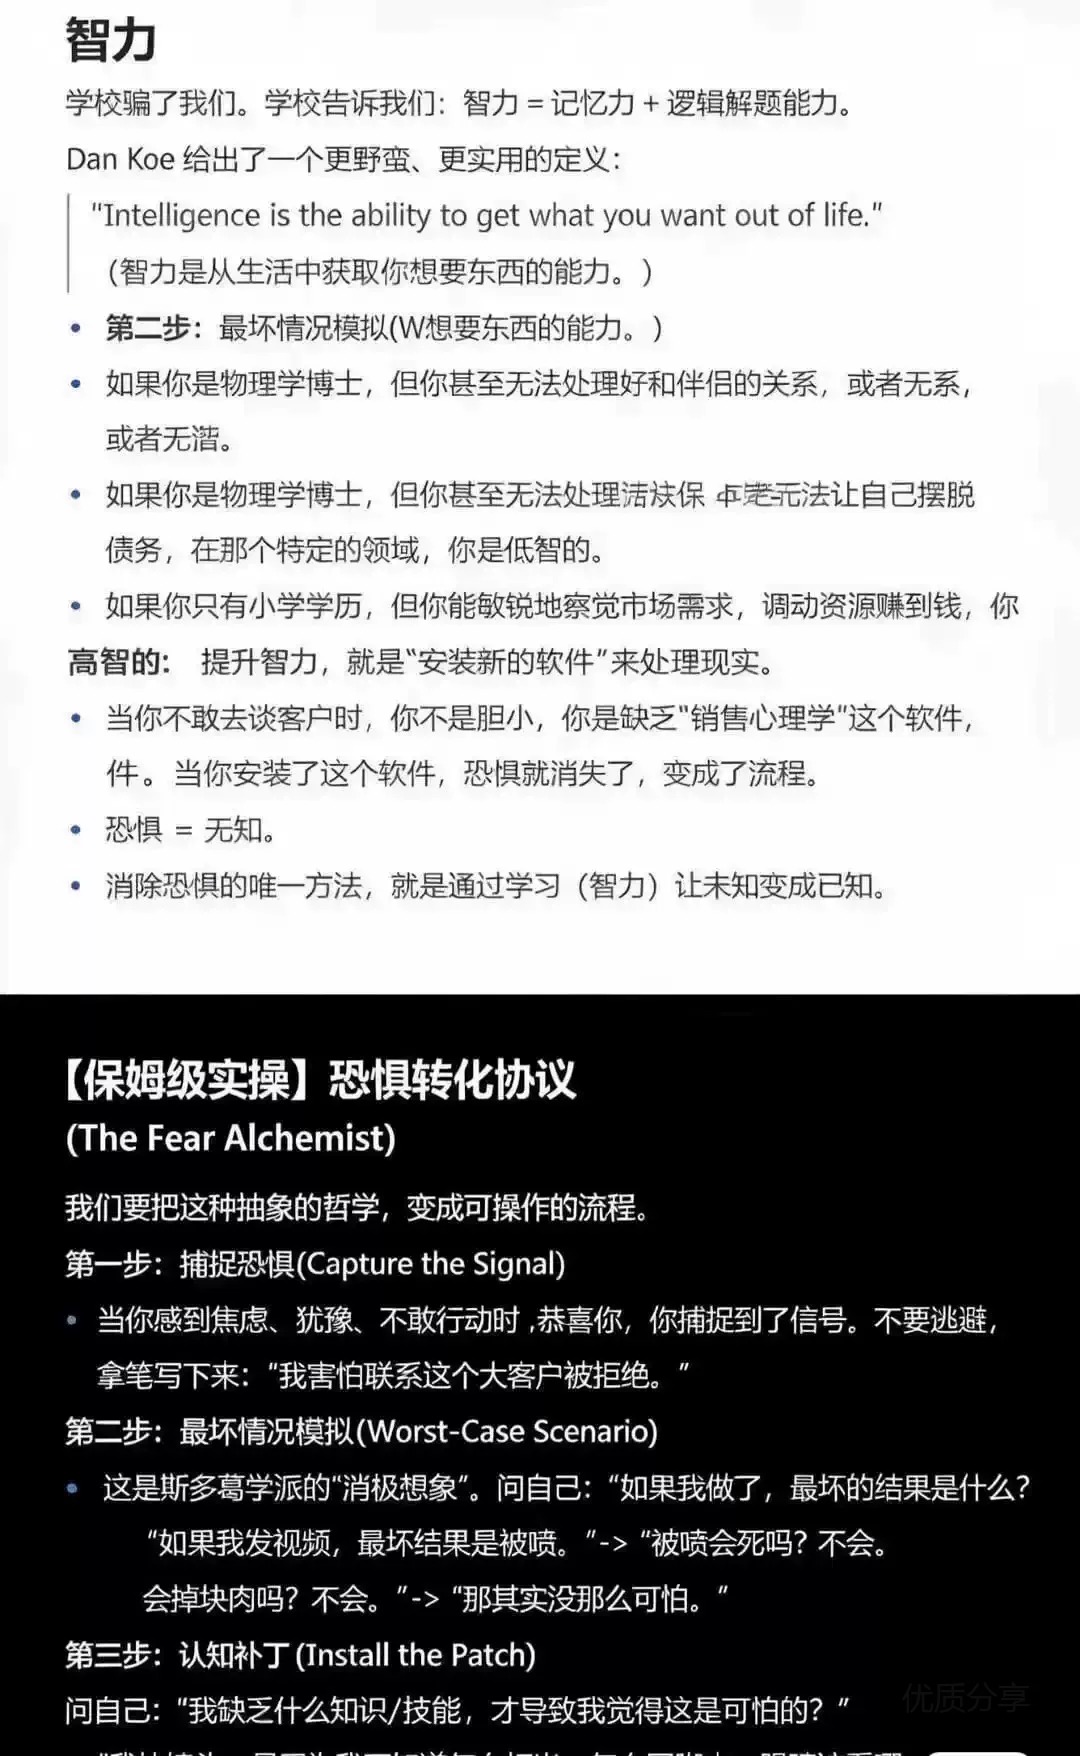 智力
学校骗了我们。学校告诉我们：智力 = 记忆力 + 逻辑解题能力。
Dan Koe 给出了一个更野蛮、更实用的定义：
"Intelligence is the ability to get what you want out of life."
（智力是从生活中获取你想要东西的能力。）
• 第二步：最坏情况模拟(W想要东西的能力。）
• 如果你是物理学博士，但你甚至无法处理好和伴侣的关系，或者无系，
或者无潜。
• 如果你是物理学博士，但你甚至无法处理 保 无法让自己摆脱
债务，在那个特定的领域，你是低智的。
• 如果你只有小学学历，但你能敏锐地察觉市场需求，调动资源赚到钱，你
高智的： 提升智力，就是“安装新的软件”来处理现实。
• 当你不敢去谈客户时，你不是胆小，你是缺乏“销售心理学”这个软件，
件。当你安装了这个软件，恐惧就消失了，变成了流程。
• 恐惧 = 无知。
• 消除恐惧的唯一方法，就是通过学习（智力）让未知变成已知。
【保姆级实操】恐惧转化协议
(The Fear Alchemist)
我们要把这种抽象的哲学，变成可操作的流程。
第一步：捕捉恐惧(Capture the Signal)
• 当你感到焦虑、犹豫、不敢行动时 ,恭喜你，你捕捉到了信号。不要逃避，
拿笔写下来：“我害怕联系这个大客户被拒绝。”
第二步：最坏情况模拟(Worst-Case Scenario)
• 这是斯多葛学派的“消极想象”。问自己：“如果我做了，最坏的结果是什么？
“如果我发视频，最坏结果是被喷。”-> “被喷会死吗？不会。
会掉块肉吗？不会。”-> “那其实没那么可怕。”
第三步：认知补丁(Install the Patch)
问自己：“我缺乏什么知识/技能，才导致我觉得这是可怕的？”
优质分享